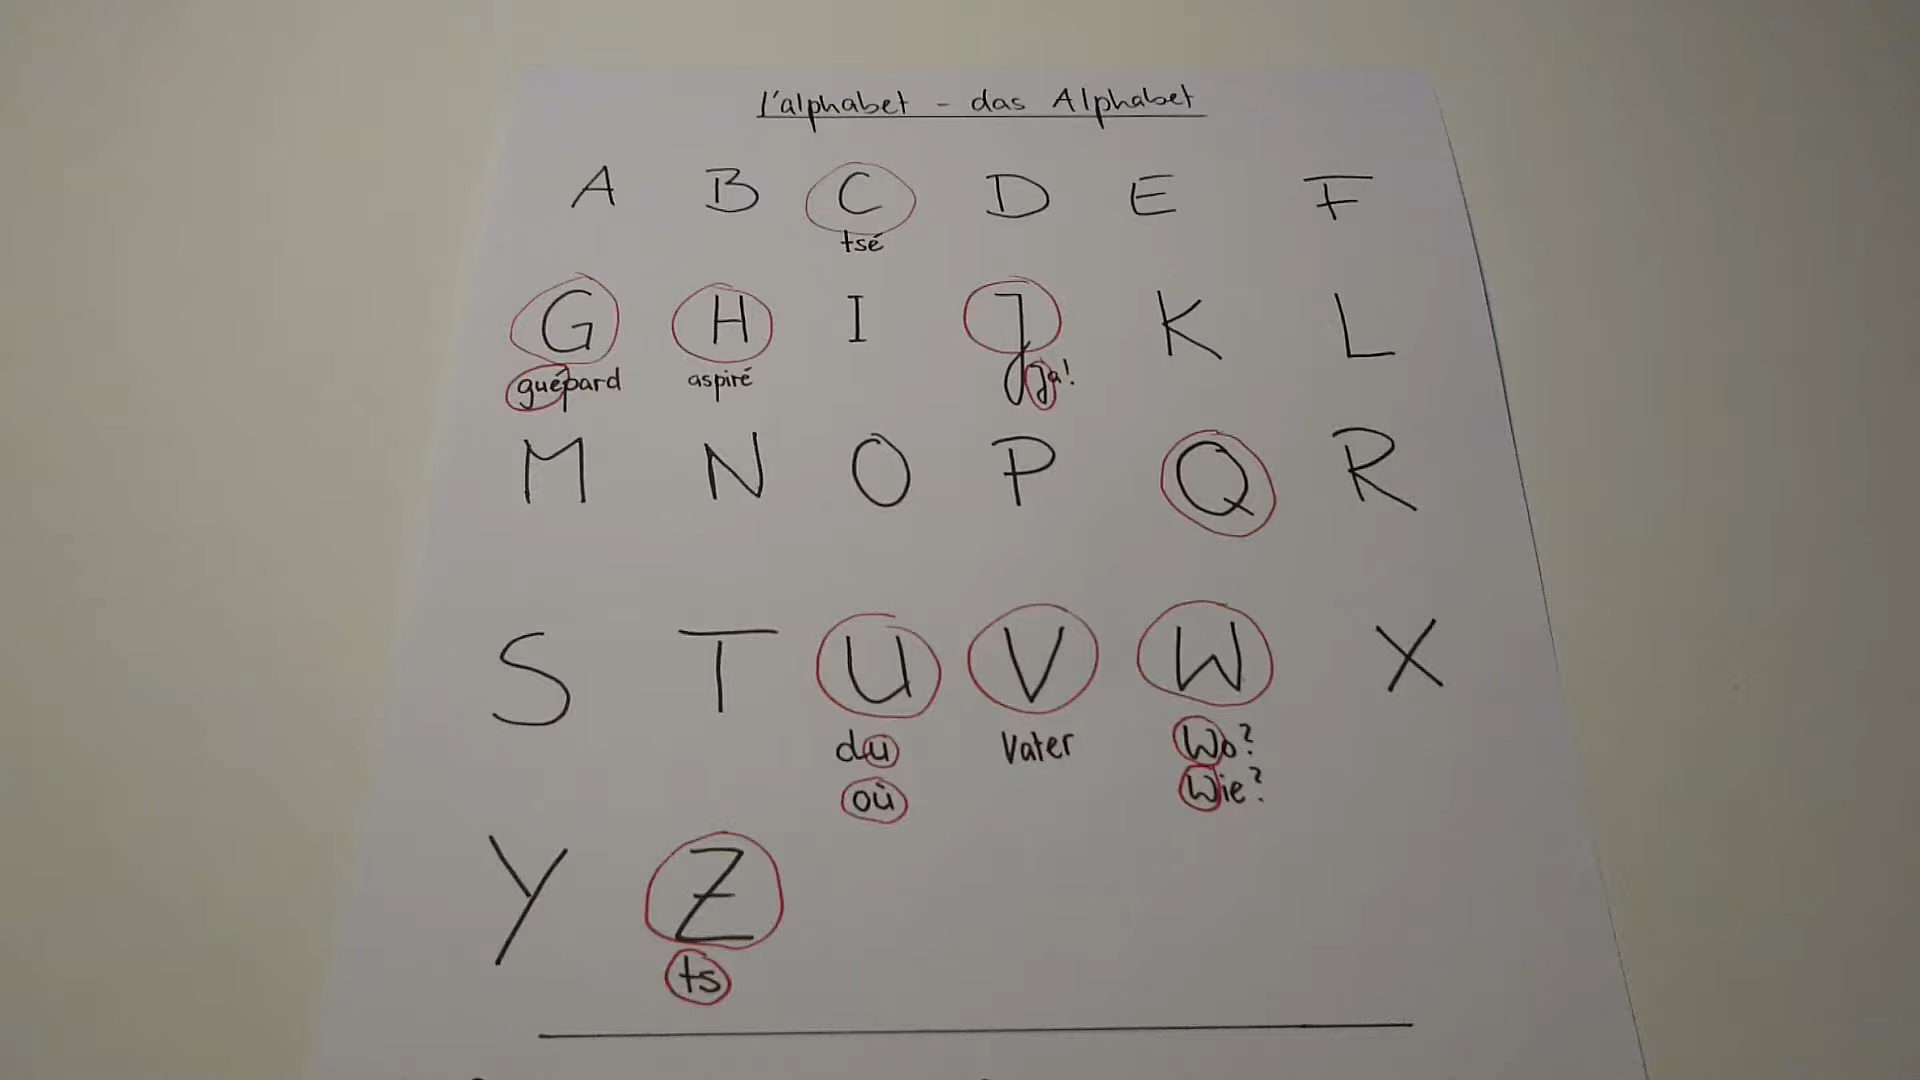 l'alphabet - das Alphabet
A B C D E F
tsé
G H I J K L
guépard aspiré ja!
M N O P Q R
S T U V W X
du Vater Wo?
où Wie?
Y Z
ts